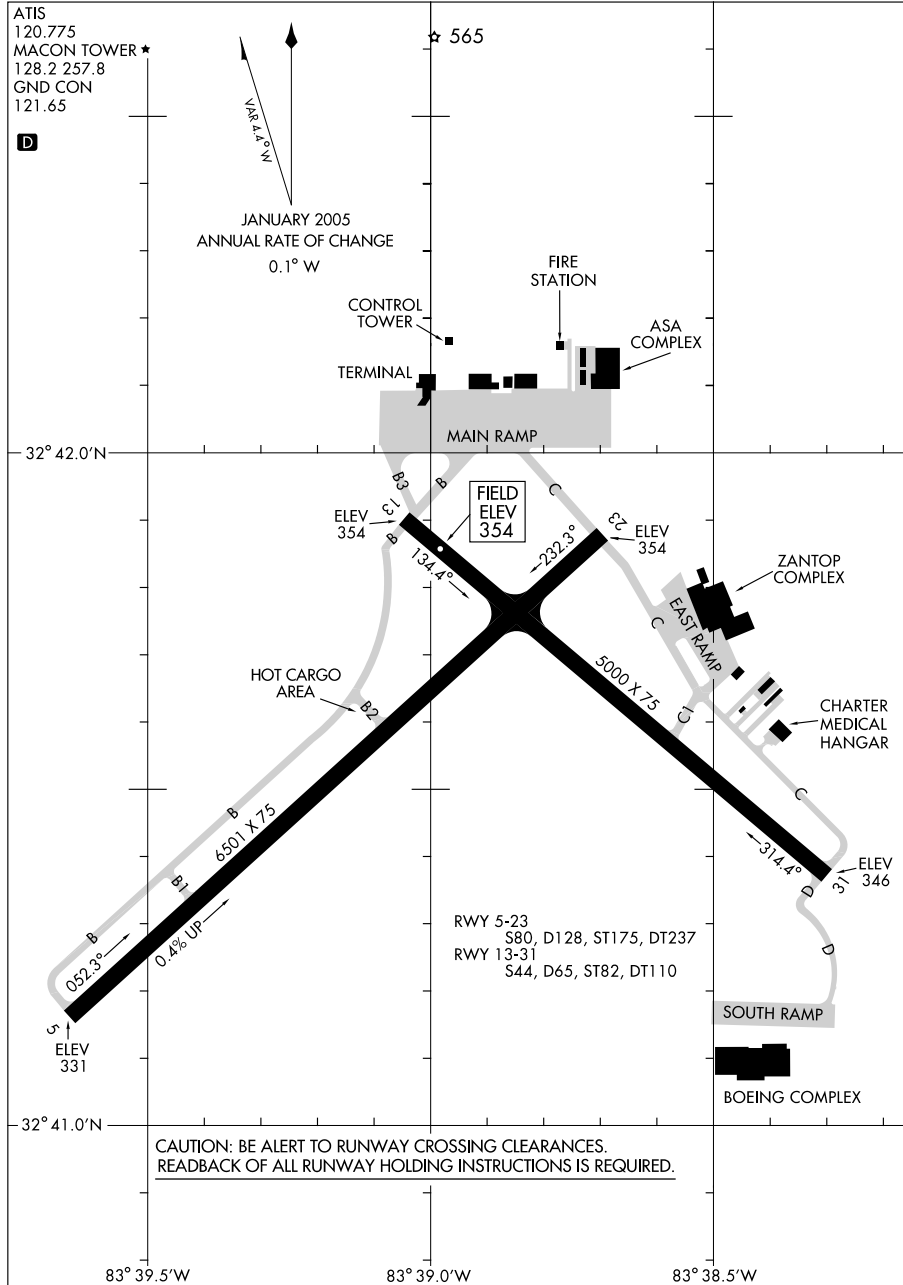 ATIS
120.775
MACON TOWER ★
128.2 257.8
GND CON
121.65
D
565
VAR 4.4° W
JANUARY 2005
ANNUAL RATE OF CHANGE
0.1° W
FIRE
STATION
CONTROL
TOWER
ASA
COMPLEX
TERMINAL
MAIN RAMP
32° 42.0'N
B3
B
C
13
FIELD
ELEV
354
23
ELEV
354
ELEV
354
B
134.4°
232.3°
ZANTOP
COMPLEX
EAST RAMP
C
5000 X 75
HOT CARGO
AREA
B2
C1
CHARTER
MEDICAL
HANGAR
B
C
6501 X 75
314.4°
ELEV
346
31
B1
D
B
0.4% UP
052.3°
RWY 5-23
S80, D128, ST175, DT237
RWY 13-31
S44, D65, ST82, DT110
D
SOUTH RAMP
5
ELEV
331
BOEING COMPLEX
32° 41.0'N
CAUTION: BE ALERT TO RUNWAY CROSSING CLEARANCES.
READBACK OF ALL RUNWAY HOLDING INSTRUCTIONS IS REQUIRED.
83° 39.5'W
83° 39.0'W
83° 38.5'W